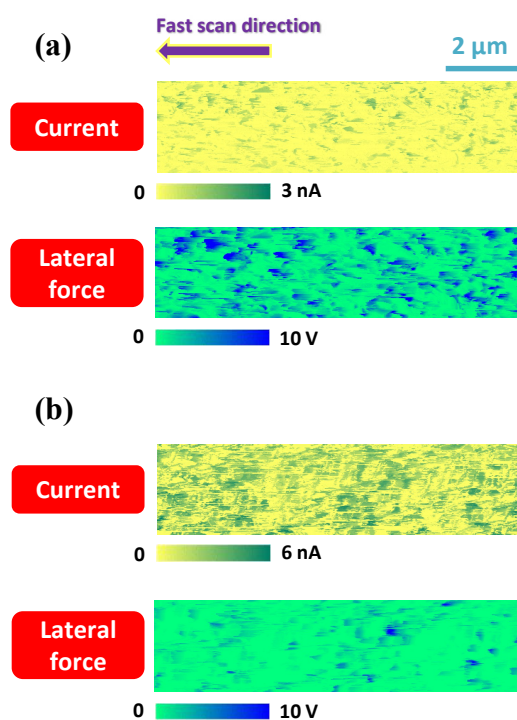 Fast scan direction
(a)
2 μm
Current
0 3 nA
Lateral
force
0 10 V
(b)
Current
0 6 nA
Lateral
force
0 10 V